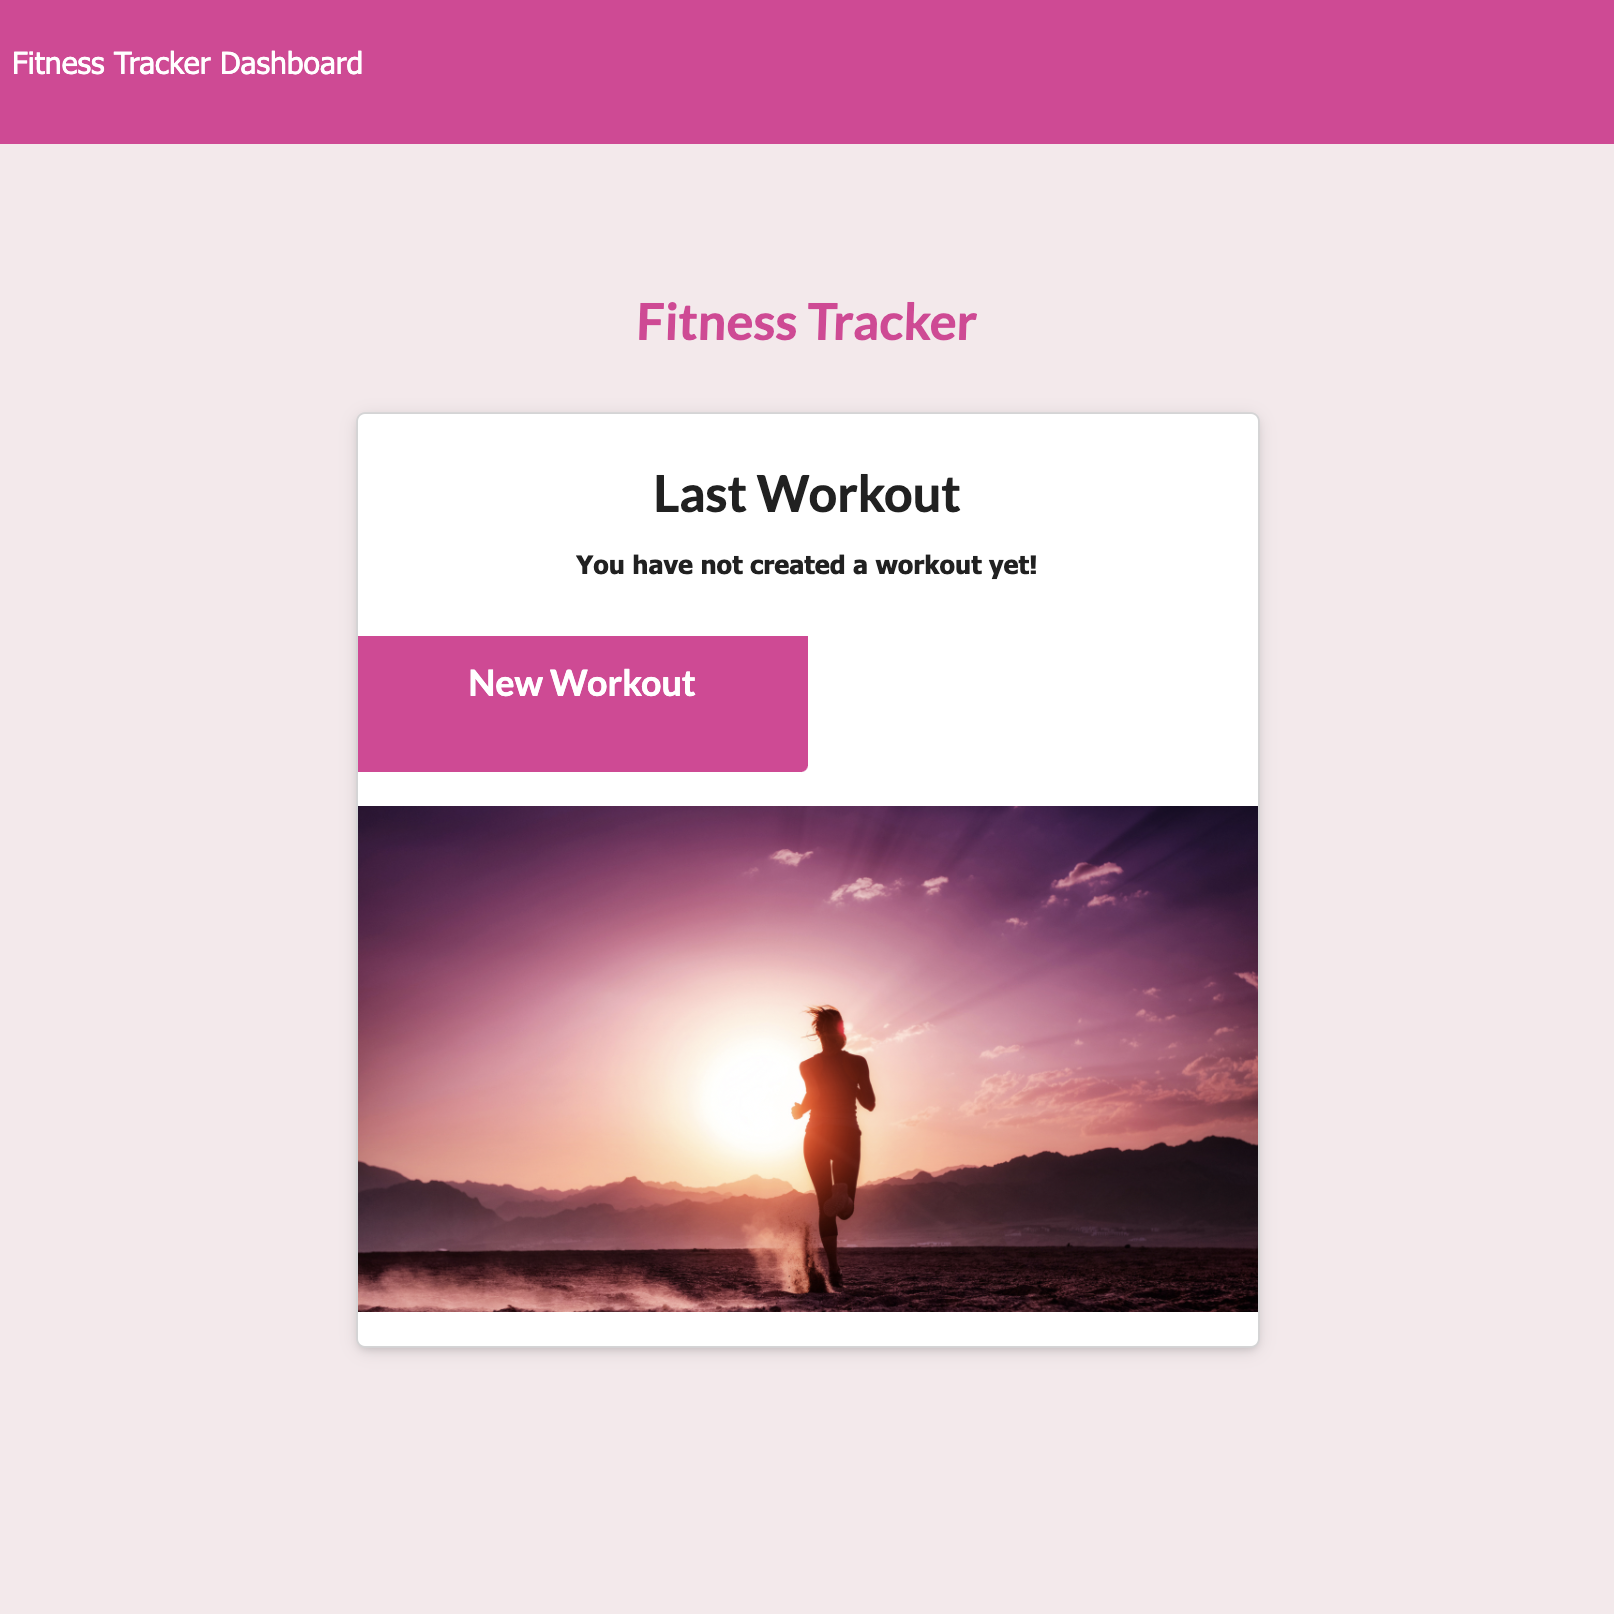 Fitness Tracker Dashboard
Fitness Tracker
Last Workout
You have not created a workout yet!
New Workout